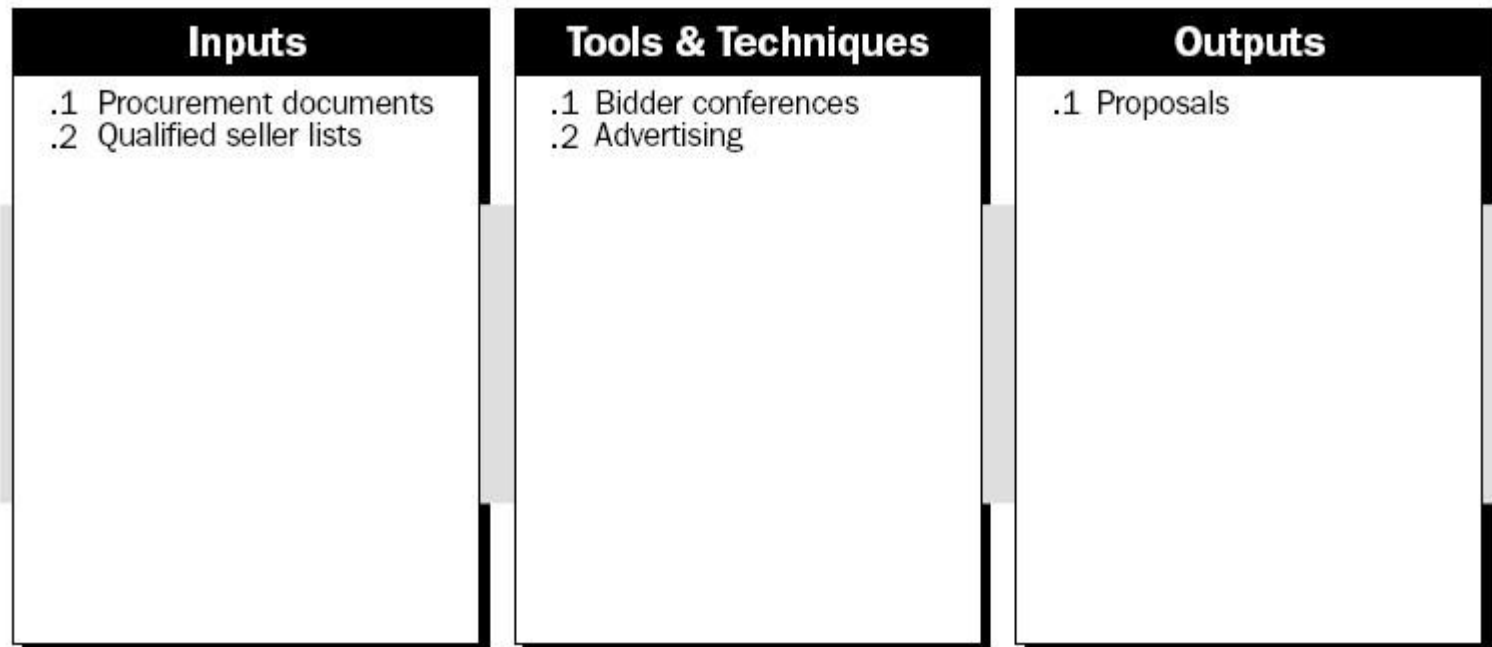 Inputs
.1 Procurement documents
.2 Qualified seller lists
Tools & Techniques
.1 Bidder conferences
.2 Advertising
Outputs
.1 Proposals